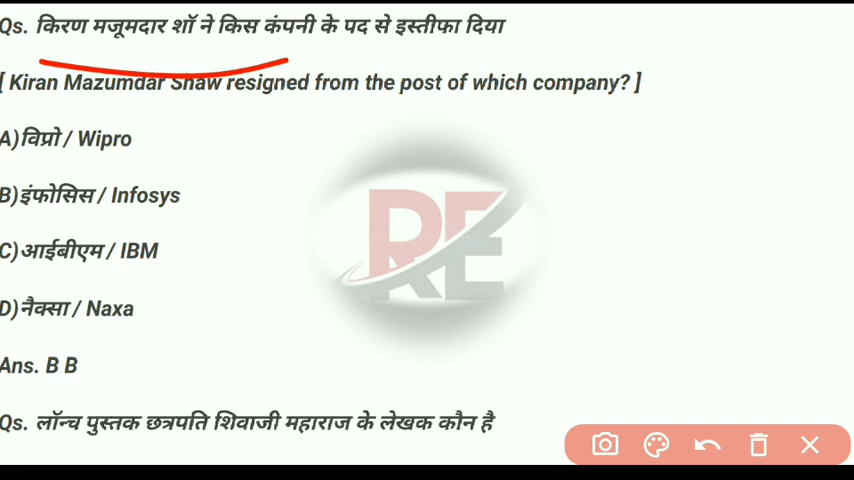 Qs. किरण मजूमदार शॉ ने किस कंपनी के पद से इस्तीफा दिया
[ Kiran Mazumdar Shaw resigned from the post of which company? ]
A)विप्रो / Wipro
B)इंफोसिस / Infosys
C)आईबीएम / IBM
D)नैक्सा / Naxa
Ans. B B
Qs. लॉन्च पुस्तक छत्रपति शिवाजी महाराज के लेखक कौन है
RE